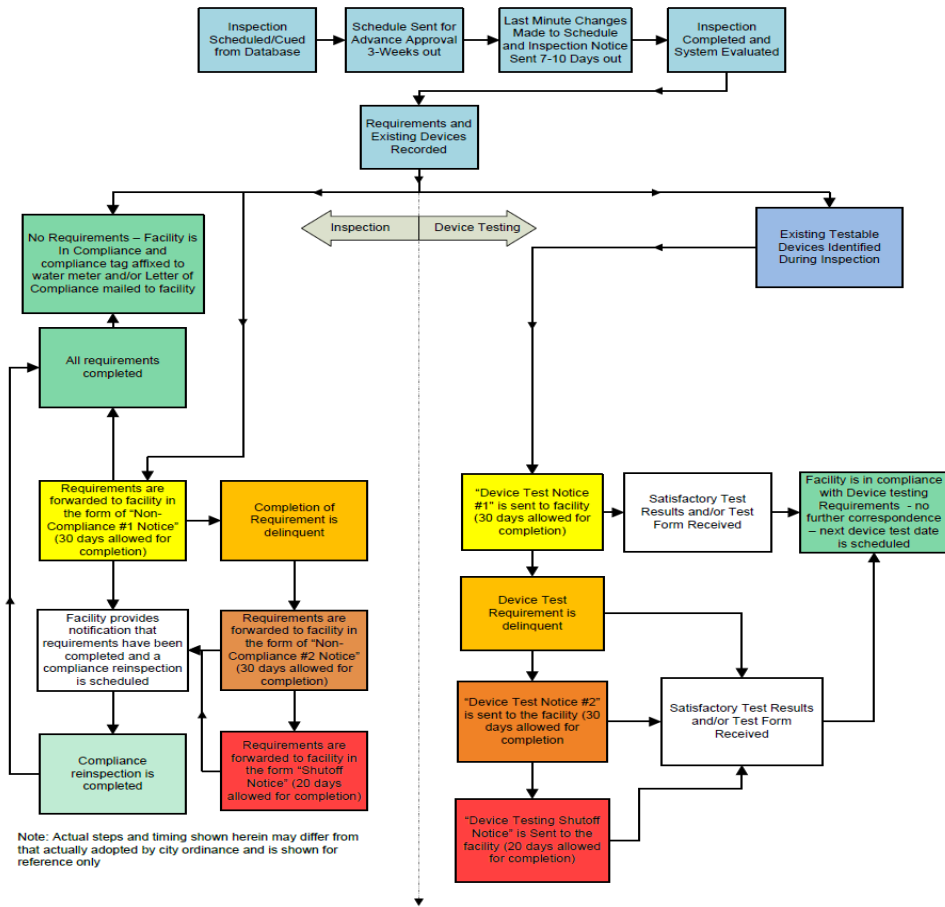 Inspection
Scheduled/Cued
from Database
Schedule Sent for
Advance Approval
3-Weeks out
Last Minute Changes
Made to Schedule
and Inspection Notice
Sent 7-10 Days out
Inspection
Completed and
System Evaluated
Requirements and
Existing Devices
Recorded
No Requirements – Facility is
In Compliance and
compliance tag affixed to
water meter and/or Letter of
Compliance mailed to facility
Inspection
Device Testing
Existing Testable
Devices Identified
During Inspection
All requirements
completed
Requirements are
forwarded to facility in
the form of “Non-
Compliance #1 Notice”
(30 days allowed for
completion)
Completion of
Requirement is
delinquent
“Device Test Notice
#1” is sent to facility
(30 days allowed for
completion)
Satisfactory Test
Results and/or Test
Form Received
Facility is in compliance
with Device testing
Requirements - no
further correspondence
– next device test date
is scheduled
Facility provides
notification that
requirements have been
completed and a
compliance reinspection
is scheduled
Requirements are
forwarded to facility in
the form of “Non-
Compliance #2 Notice”
(30 days allowed for
completion)
Device Test
Requirement is
delinquent
“Device Test Notice #2”
is sent to the facility (30
days allowed for
completion
Satisfactory Test Results
and/or Test Form
Received
Compliance
reinspection is
completed
Requirements are
forwarded to facility in
the form “Shutoff
Notice” (20 days
allowed for completion)
“Device Testing Shutoff
Notice” is Sent to the
facility (20 days allowed
for completion)
Note: Actual steps and timing shown herein may differ from
that actually adopted by city ordinance and is shown for
reference only